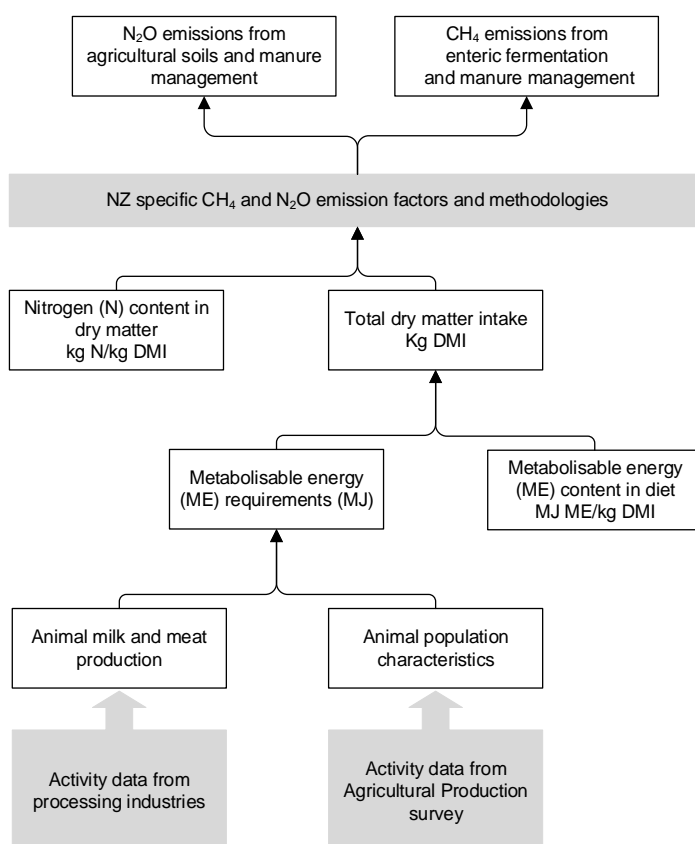 N₂O emissions from
agricultural soils and manure
management
CH₄ emissions from
enteric fermentation
and manure management
NZ specific CH₄ and N₂O emission factors and methodologies
Nitrogen (N) content in
dry matter
kg N/kg DMI
Total dry matter intake
Kg DMI
Metabolisable energy
(ME) requirements (MJ)
Metabolisable energy
(ME) content in diet
MJ ME/kg DMI
Animal milk and meat
production
Animal population
characteristics
Activity data from
processing industries
Activity data from
Agricultural Production
survey